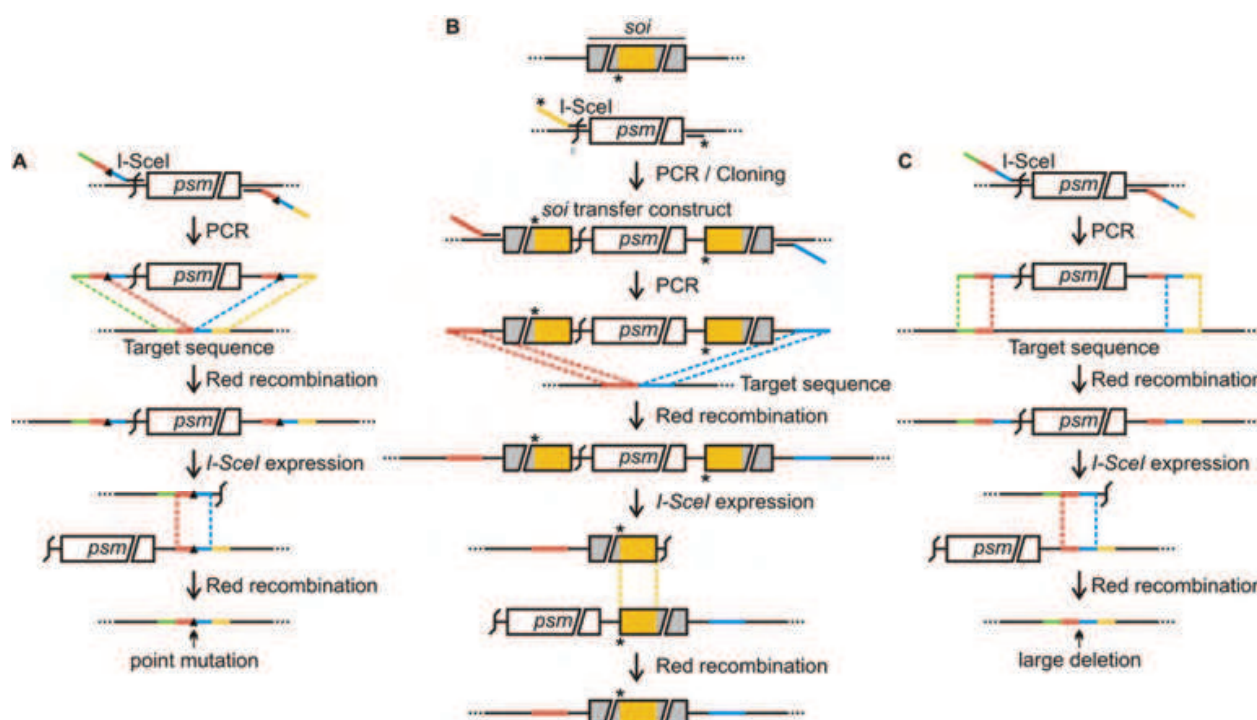 A
I-SceI
psm
PCR
psm
Target sequence
Red recombination
psm
I-SceI expression
psm
Red recombination
point mutation
B
soi
*
*
I-SceI
psm
*
PCR / Cloning
soi transfer construct
*
psm
*
PCR
*
psm
*
Target sequence
Red recombination
*
psm
*
I-SceI expression
*
psm
*
Red recombination
*
C
I-SceI
psm
PCR
psm
Target sequence
Red recombination
psm
I-SceI expression
psm
Red recombination
large deletion